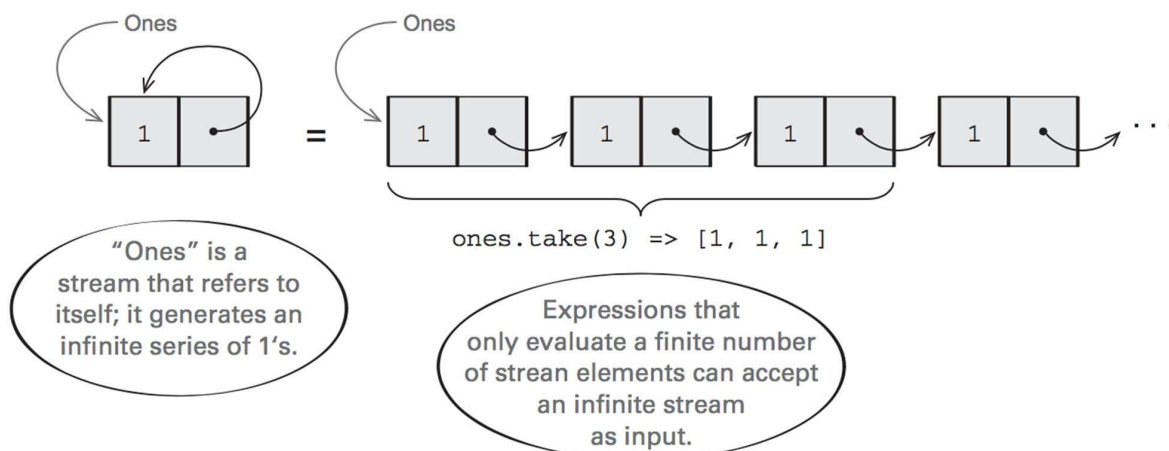 Ones
Ones
1
=
1
1
1
1
...
ones.take(3) => [1, 1, 1]
“Ones” is a
stream that refers to
itself; it generates an
infinite series of 1‘s.
Expressions that
only evaluate a finite number
of strean elements can accept
an infinite stream
as input.